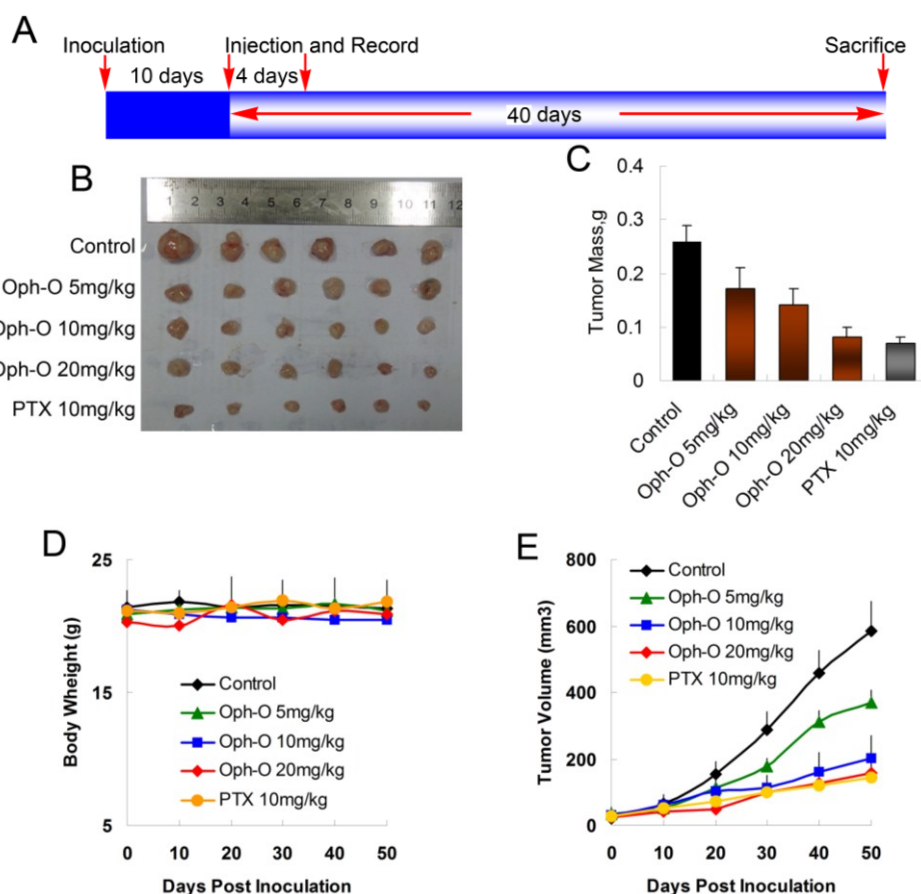 A
Inoculation
Injection and Record
Sacrifice
10 days
4 days
40 days
B
1 2 3 4 5 6 7 8 9 10 11 12
Control
Oph-O 5mg/kg
Oph-O 10mg/kg
Oph-O 20mg/kg
PTX 10mg/kg
C
Tumor Mass,g
0.4
0.3
0.2
0.1
0
Control
Oph-O 5mg/kg
Oph-O 10mg/kg
Oph-O 20mg/kg
PTX 10mg/kg
D
Body Wheight (g)
25
15
5
Control
Oph-O 5mg/kg
Oph-O 10mg/kg
Oph-O 20mg/kg
PTX 10mg/kg
0 10 20 30 40 50
Days Post Inoculation
E
Tumor Volume (mm3)
800
600
400
200
0
Control
Oph-O 5mg/kg
Oph-O 10mg/kg
Oph-O 20mg/kg
PTX 10mg/kg
0 10 20 30 40 50
Days Post Inoculation